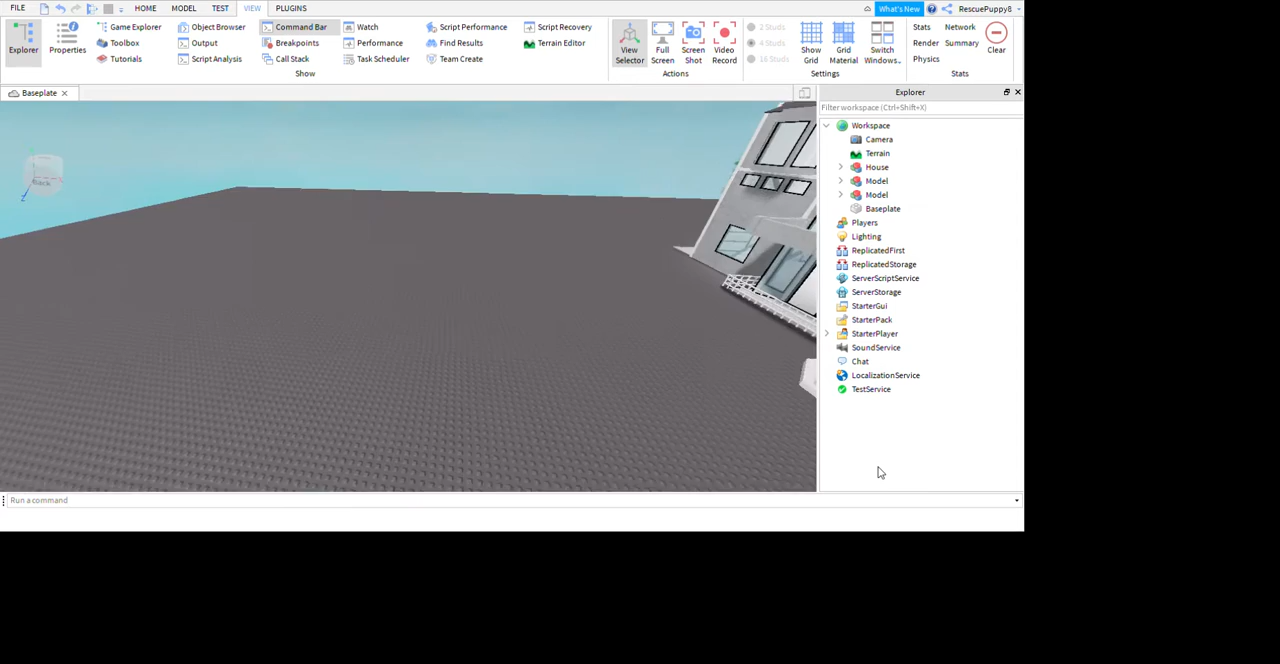 FILE HOME MODEL TEST VIEW PLUGINS What's New RescuePuppy8
Explorer Properties Game Explorer Object Browser Command Bar Watch Script Performance Script Recovery View Selector Full Screen Screen Shot Video Record 2 Studs Show Grid Grid Material Switch Windows Stats Network Clear
Toolbox Output Breakpoints Performance Find Results Terrain Editor 4 Studs Render Summary
Tutorials Script Analysis Call Stack Task Scheduler Team Create 16 Studs Physics
Show Actions Settings Stats
Baseplate Explorer
Filter workspace (Ctrl+Shift+X)
Workspace
Camera
Terrain
House
Model
Model
Baseplate
Players
Lighting
ReplicatedFirst
ReplicatedStorage
ServerScriptService
ServerStorage
StarterGui
StarterPack
StarterPlayer
SoundService
Chat
LocalizationService
TestService
Back
Z
Run a command